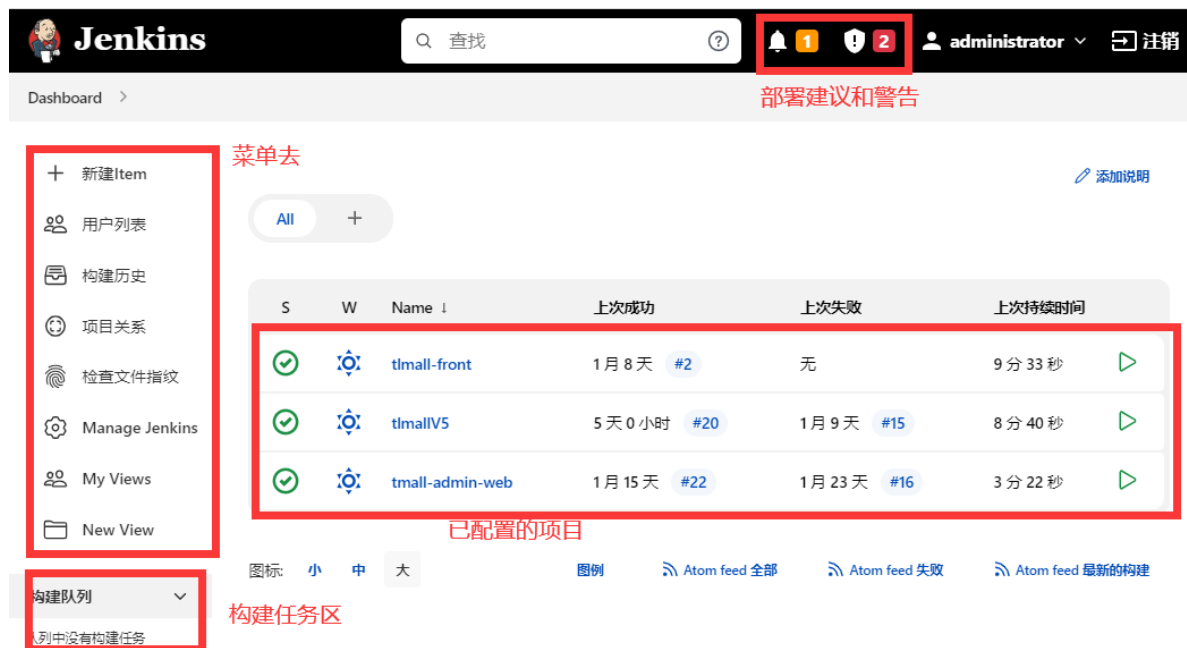 Jenkins 查找 1 2 administrator 注销
Dashboard
部署建议和警告
菜单去
新建Item
添加说明
用户列表
All
构建历史
S W Name ↓ 上次成功 上次失败 上次持续时间
项目关系
tlmall-front 1 月 8 天 #2 无 9 分 33 秒
检查文件指纹
tlmallV5 5 天 0 小时 #20 1 月 9 天 #15 8 分 40 秒
Manage Jenkins
My Views
tmall-admin-web 1 月 15 天 #22 1 月 23 天 #16 3 分 22 秒
New View
已配置的项目
图标: 小 中 大 图例 Atom feed 全部 Atom feed 失败 Atom feed 最新的构建
构建队列
构建任务区
队列中没有构建任务